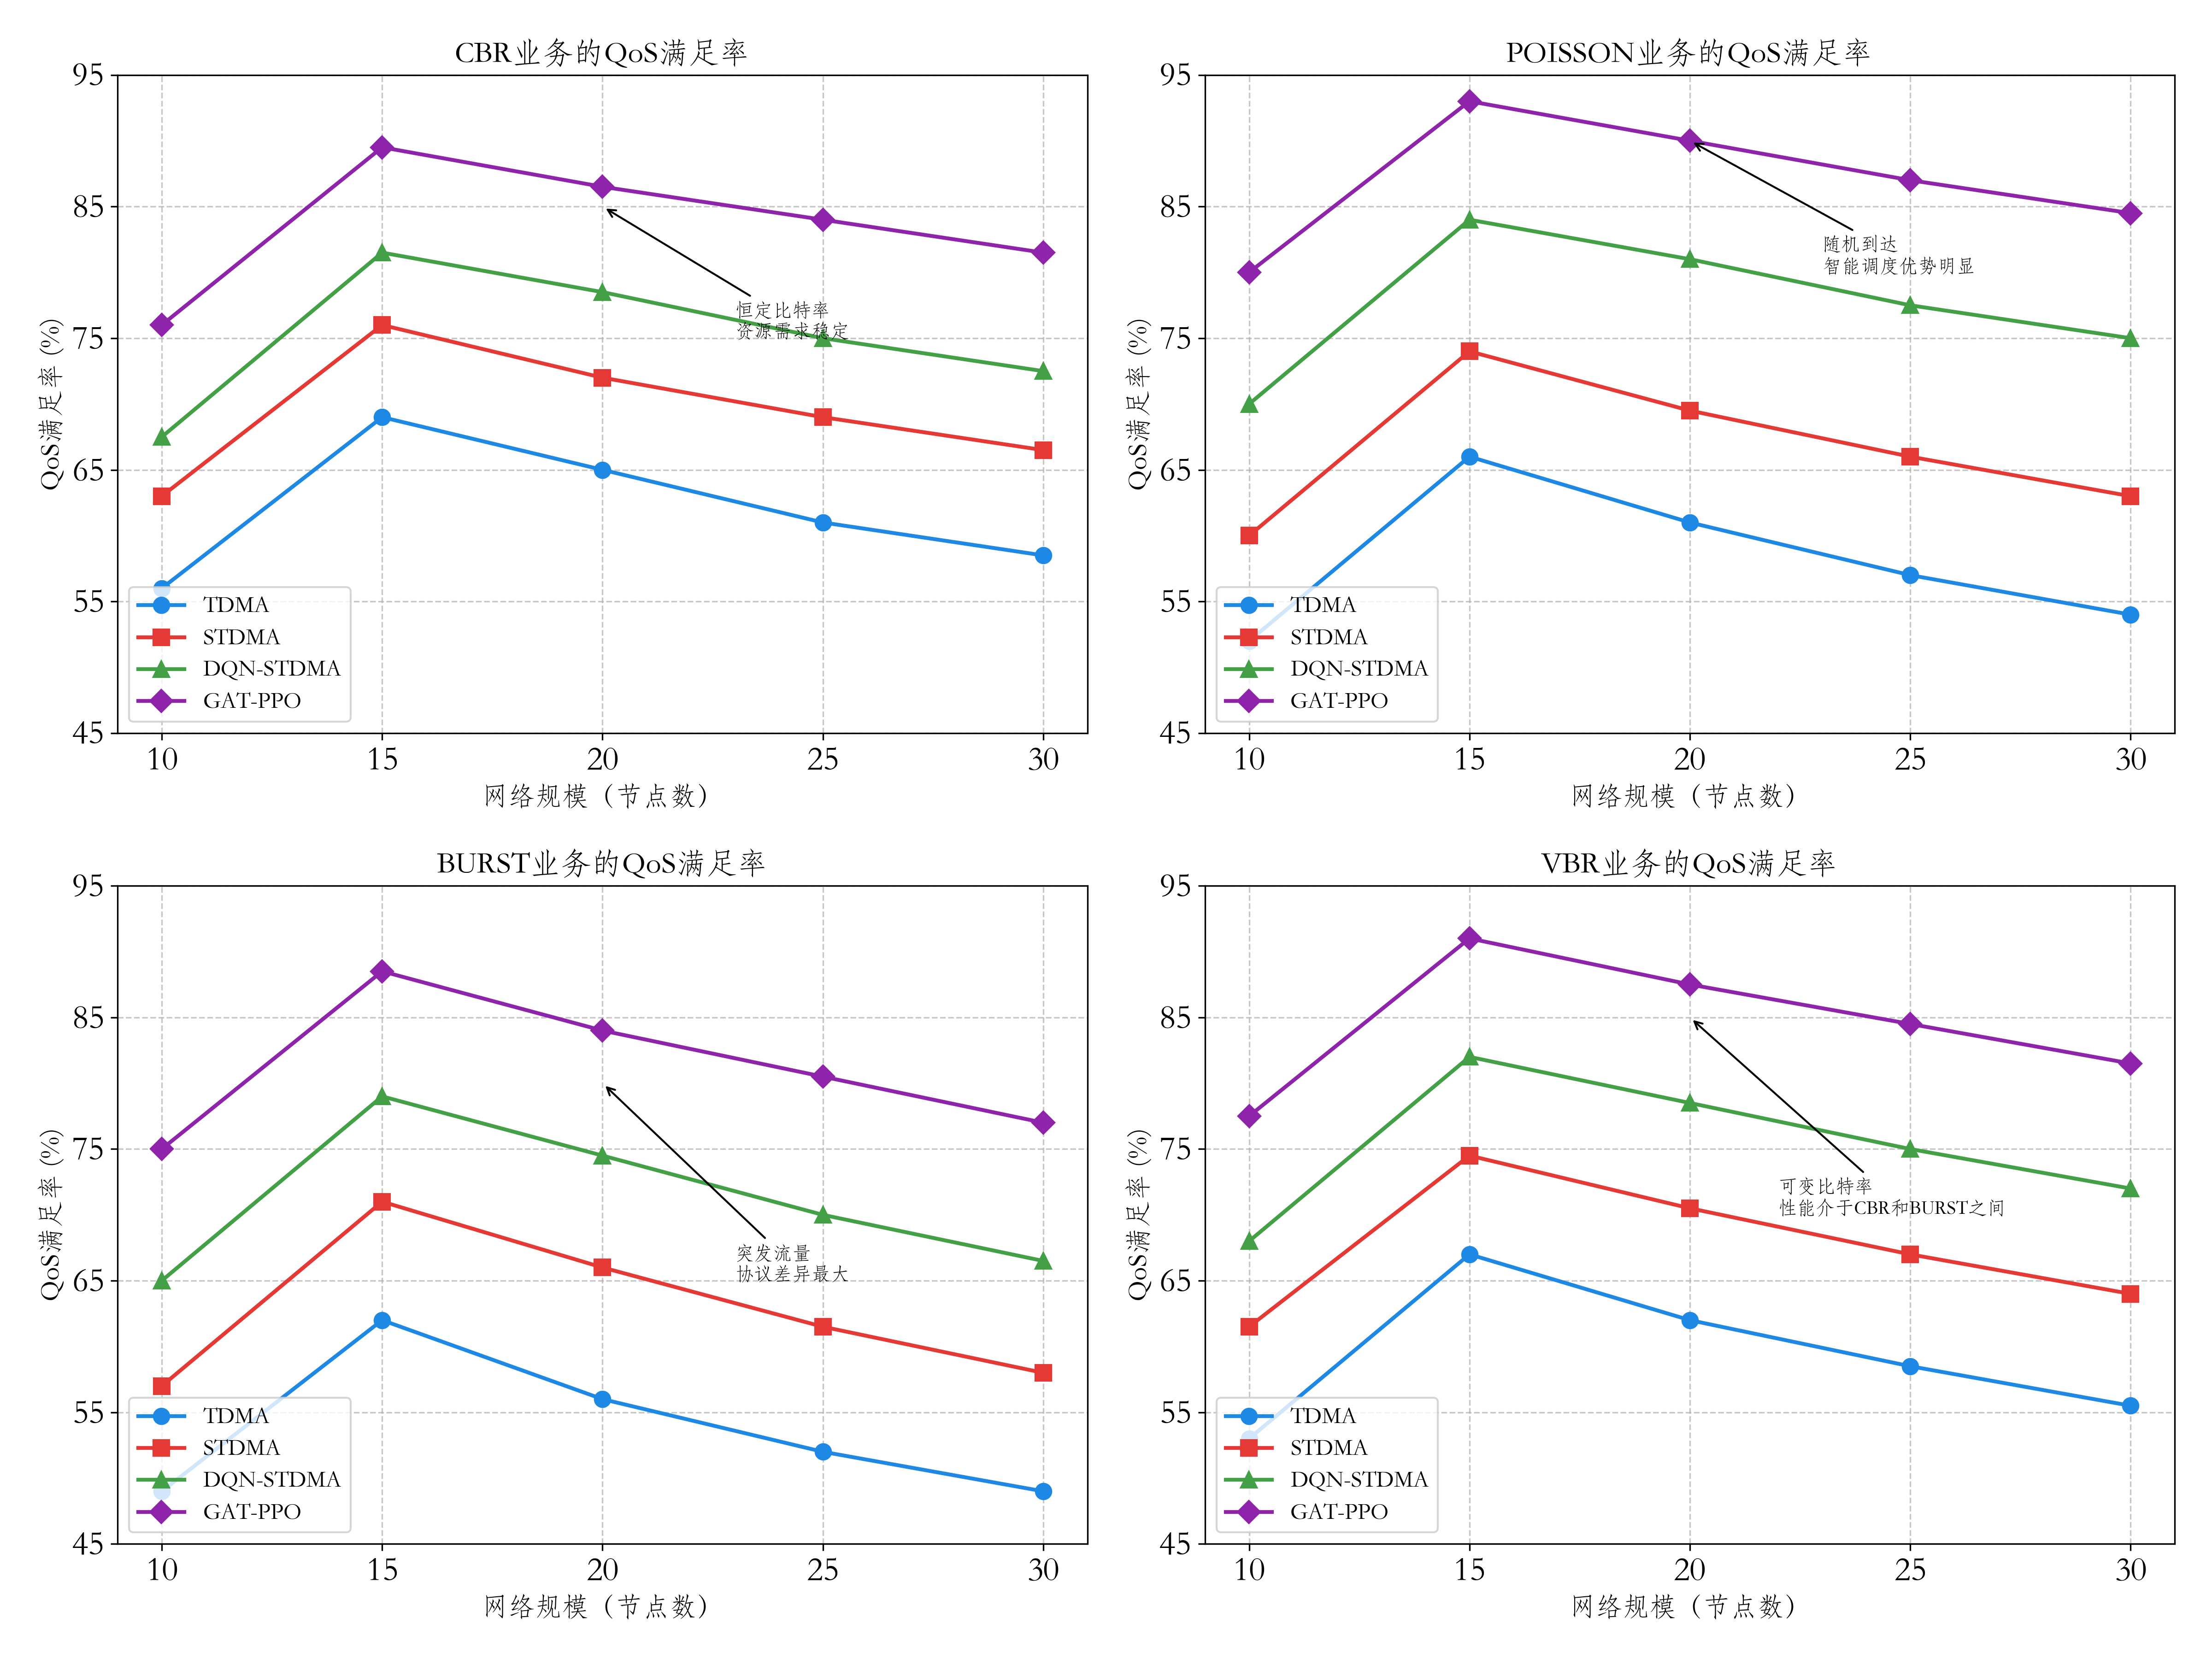 CBR业务的QoS满足率
95
85
75
65
55
45
QoS满足率 (%)
恒定比特率
资源需求稳定
TDMA
STDMA
DQN-STDMA
GAT-PPO
10 15 20 25 30
网络规模（节点数）
POISSON业务的QoS满足率
95
85
75
65
55
45
QoS满足率 (%)
随机到达
智能调度优势明显
TDMA
STDMA
DQN-STDMA
GAT-PPO
10 15 20 25 30
网络规模（节点数）
BURST业务的QoS满足率
95
85
75
65
55
45
QoS满足率 (%)
突发流量
协议差异最大
TDMA
STDMA
DQN-STDMA
GAT-PPO
10 15 20 25 30
网络规模（节点数）
VBR业务的QoS满足率
95
85
75
65
55
45
QoS满足率 (%)
可变比特率
性能介于CBR和BURST之间
TDMA
STDMA
DQN-STDMA
GAT-PPO
10 15 20 25 30
网络规模（节点数）